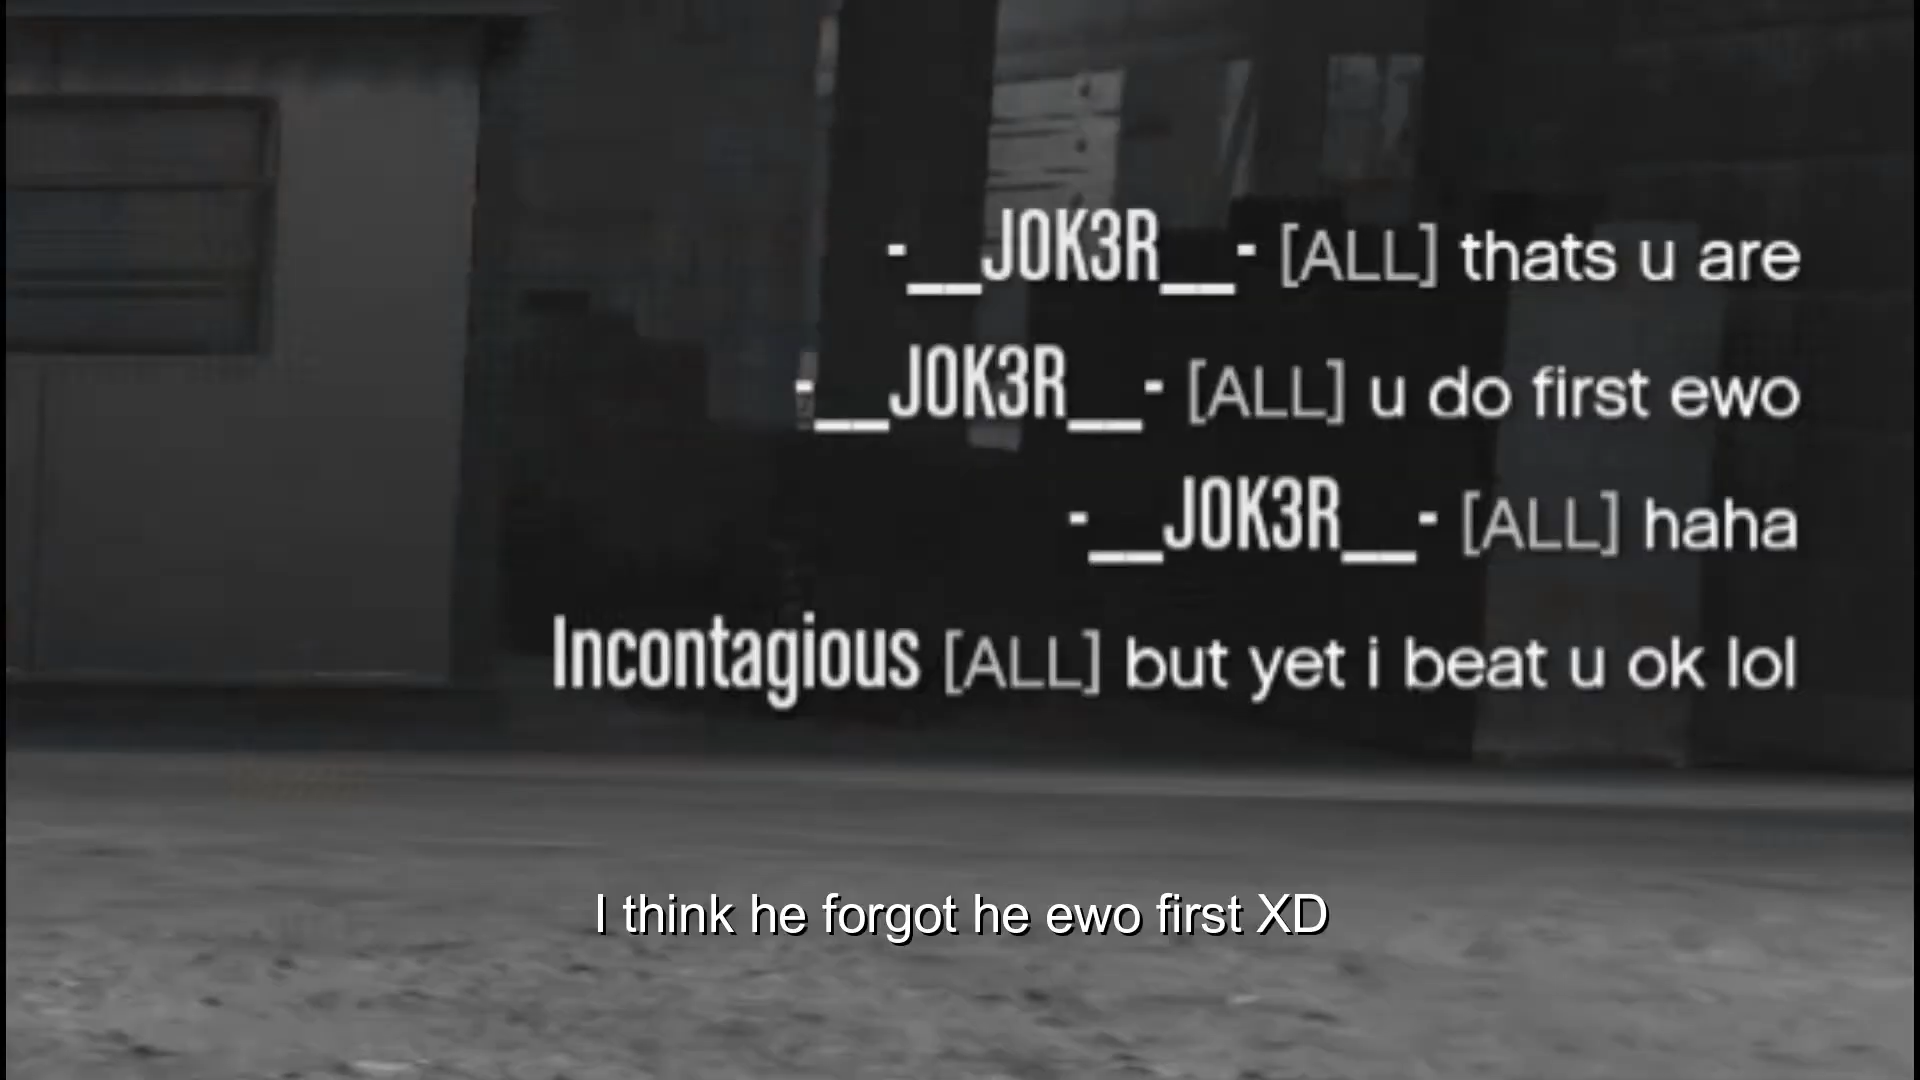 -__JOK3R__- [ALL] thats u are
-__JOK3R__- [ALL] u do first ewo
-__JOK3R__- [ALL] haha
Incontagious [ALL] but yet i beat u ok lol
I think he forgot he ewo first XD